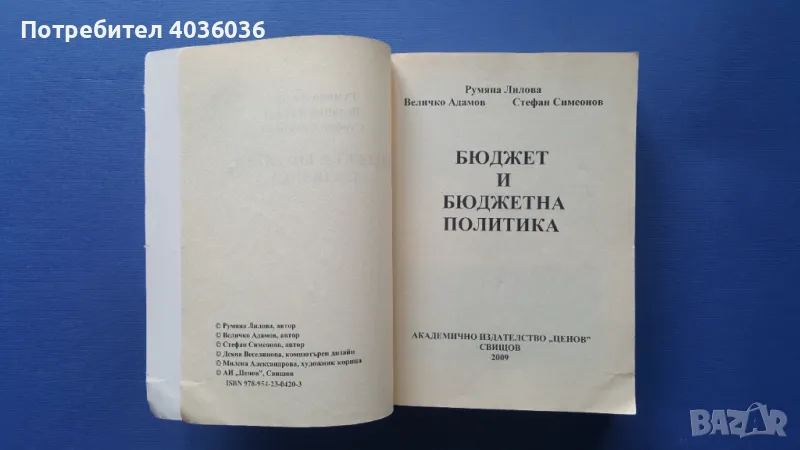 Потребител 4036036
© Румяна Лилова, автор
© Величко Адамов, автор
© Стефан Симеонов, автор
© Деяна Веселинова, компютърен дизайн
© Милена Александрова, художник корица
© АИ „Ценов”, Свищов
ISBN 978-954-23-0420-3
Румяна Лилова
Величко Адамов Стефан Симеонов
БЮДЖЕТ
И
БЮДЖЕТНА
ПОЛИТИКА
АКАДЕМИЧНО ИЗДАТЕЛСТВО „ЦЕНОВ”
СВИЩОВ
2009
BAZAR